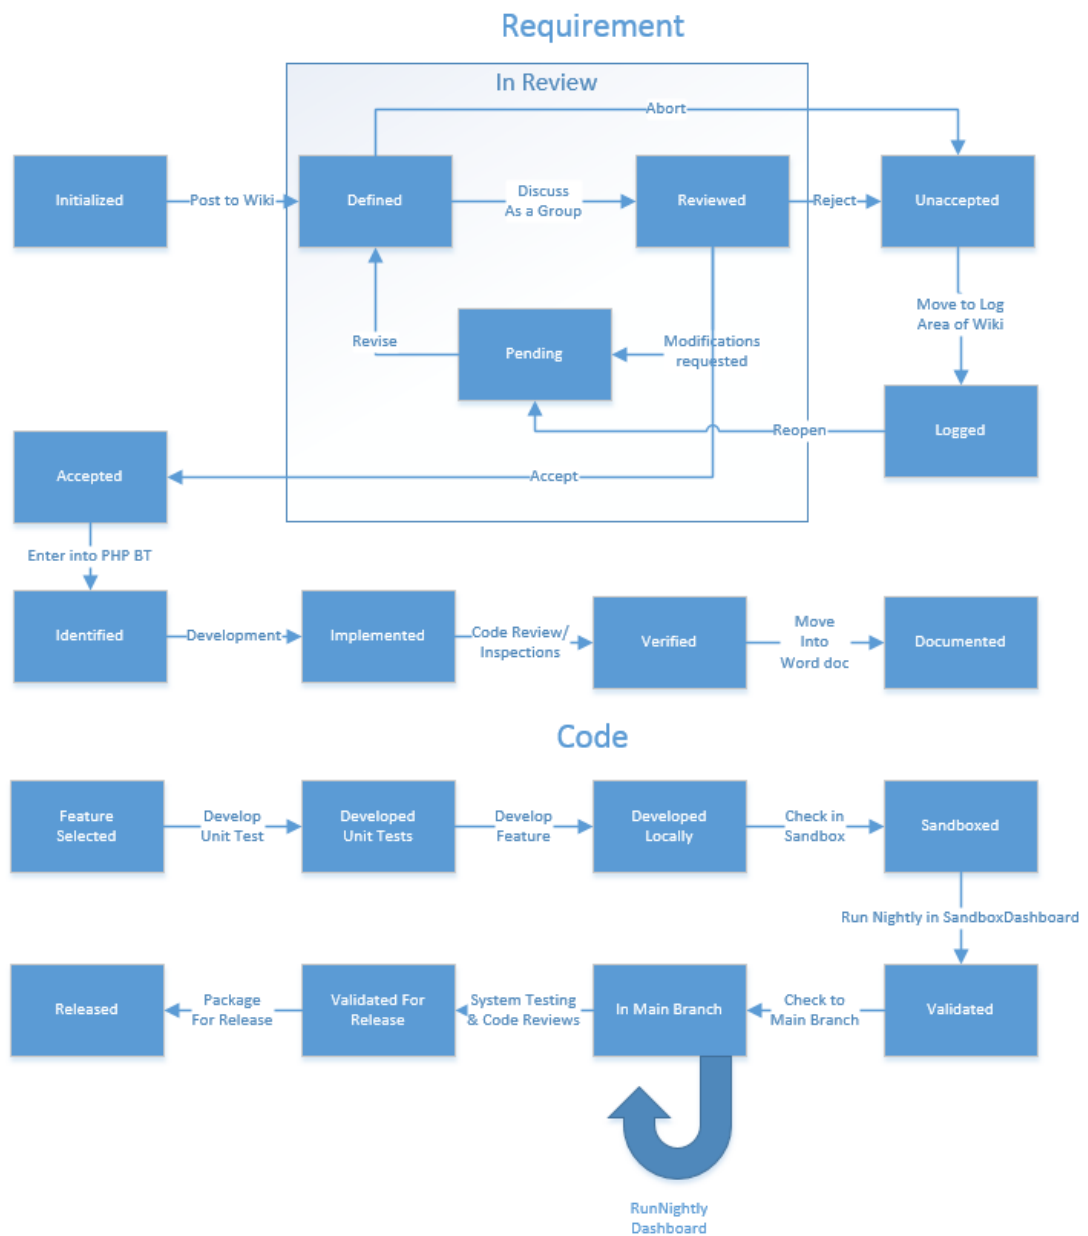 Requirement
In Review
Abort
Initialized
Post to Wiki
Defined
Discuss
As a Group
Reviewed
Reject
Unaccepted
Move to Log
Area of Wiki
Revise
Pending
Modifications
requested
Reopen
Logged
Accepted
Accept
Enter into PHP BT
Identified
Development
Implemented
Code Review/
Inspections
Verified
Move
Into
Word doc
Documented
Code
Feature
Selected
Develop
Unit Test
Developed
Unit Tests
Develop
Feature
Developed
Locally
Check in
Sandbox
Sandboxed
Run Nightly in SandboxDashboard
Released
Package
For Release
Validated For
Release
System Testing
& Code Reviews
In Main Branch
Check to
Main Branch
Validated
RunNightly
Dashboard